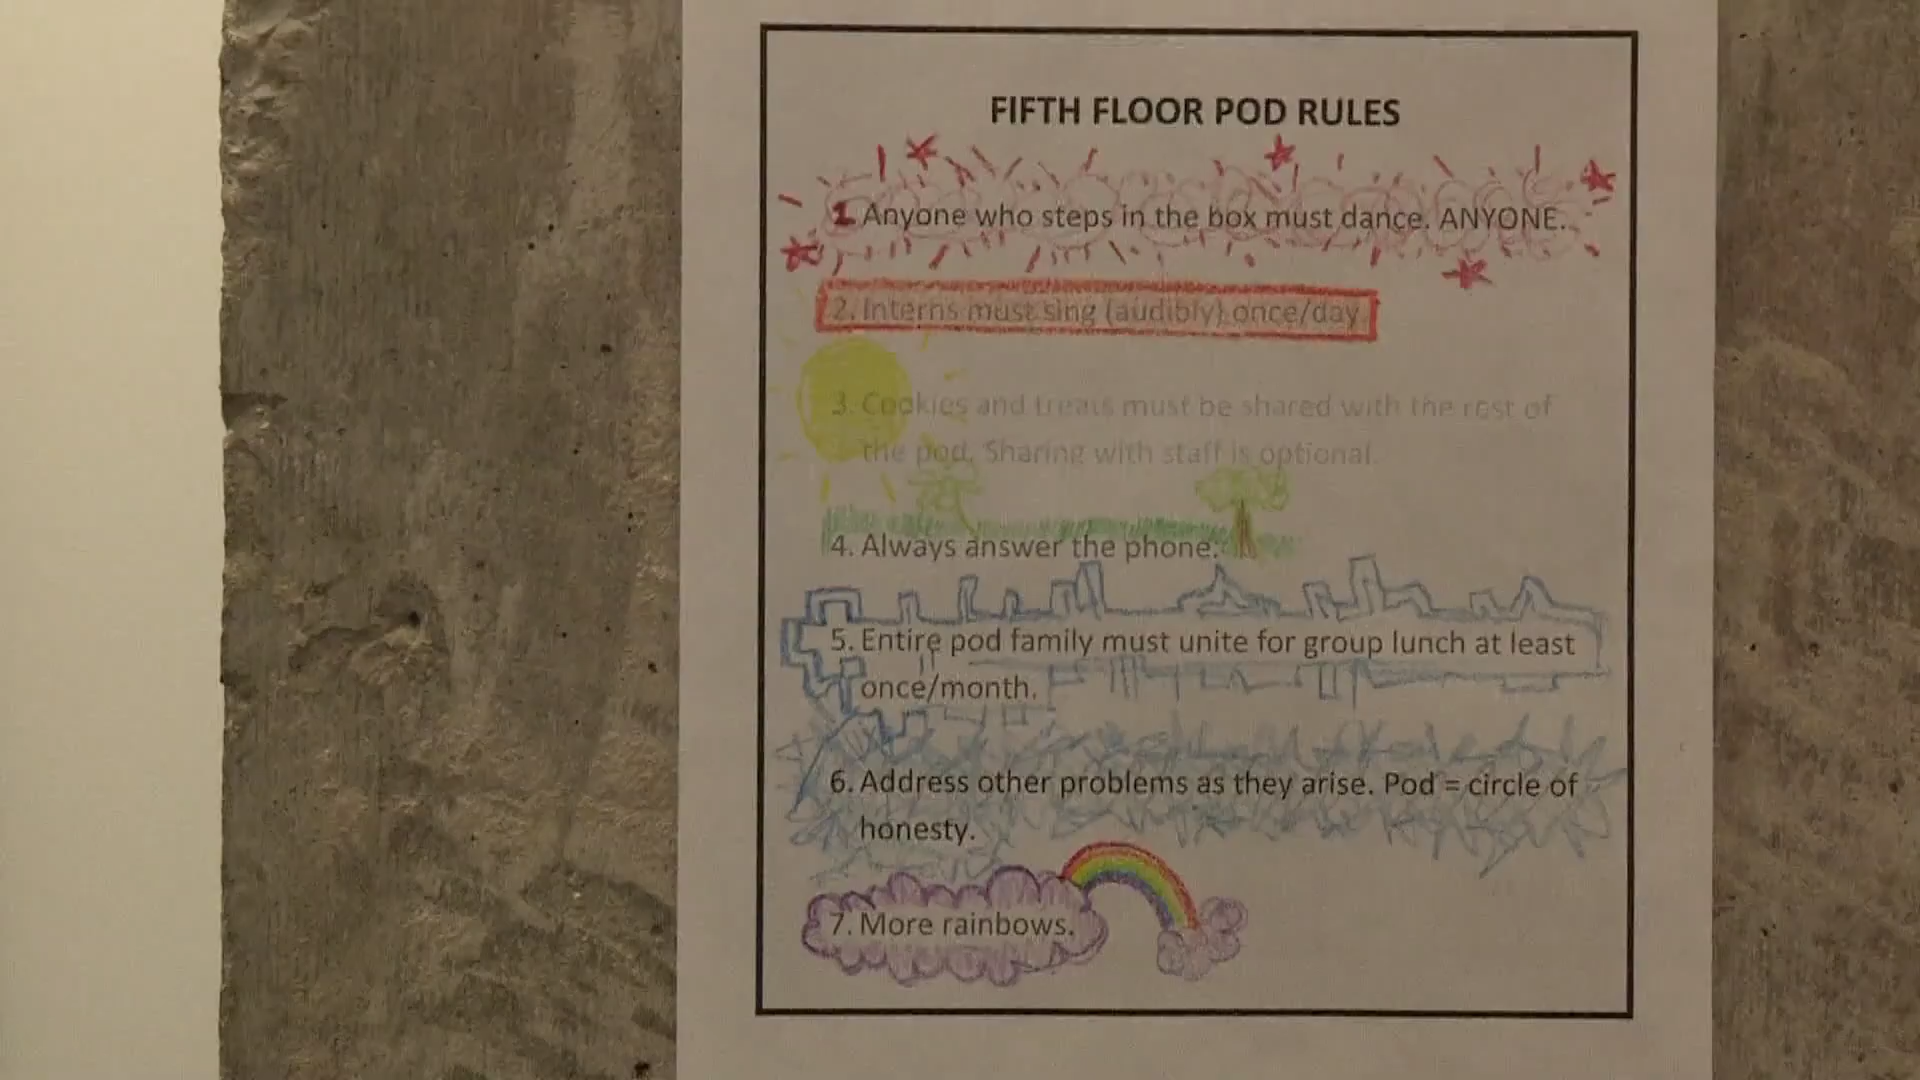 FIFTH FLOOR POD RULES
1. Anyone who steps in the box must dance. ANYONE.
2. Interns must sing (audibly) once/day.
3. Cookies and treats must be shared with the rest of
the pod. Sharing with staff is optional.
4. Always answer the phone.
5. Entire pod family must unite for group lunch at least
once/month.
6. Address other problems as they arise. Pod = circle of
honesty.
7. More rainbows.